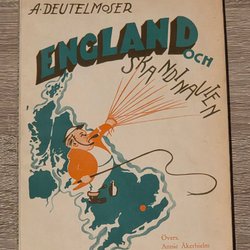 A·DEUTELMOSER
ENGLAND
OCH
SKANDINAVIEN
Övers.
Annie Åkerhielm